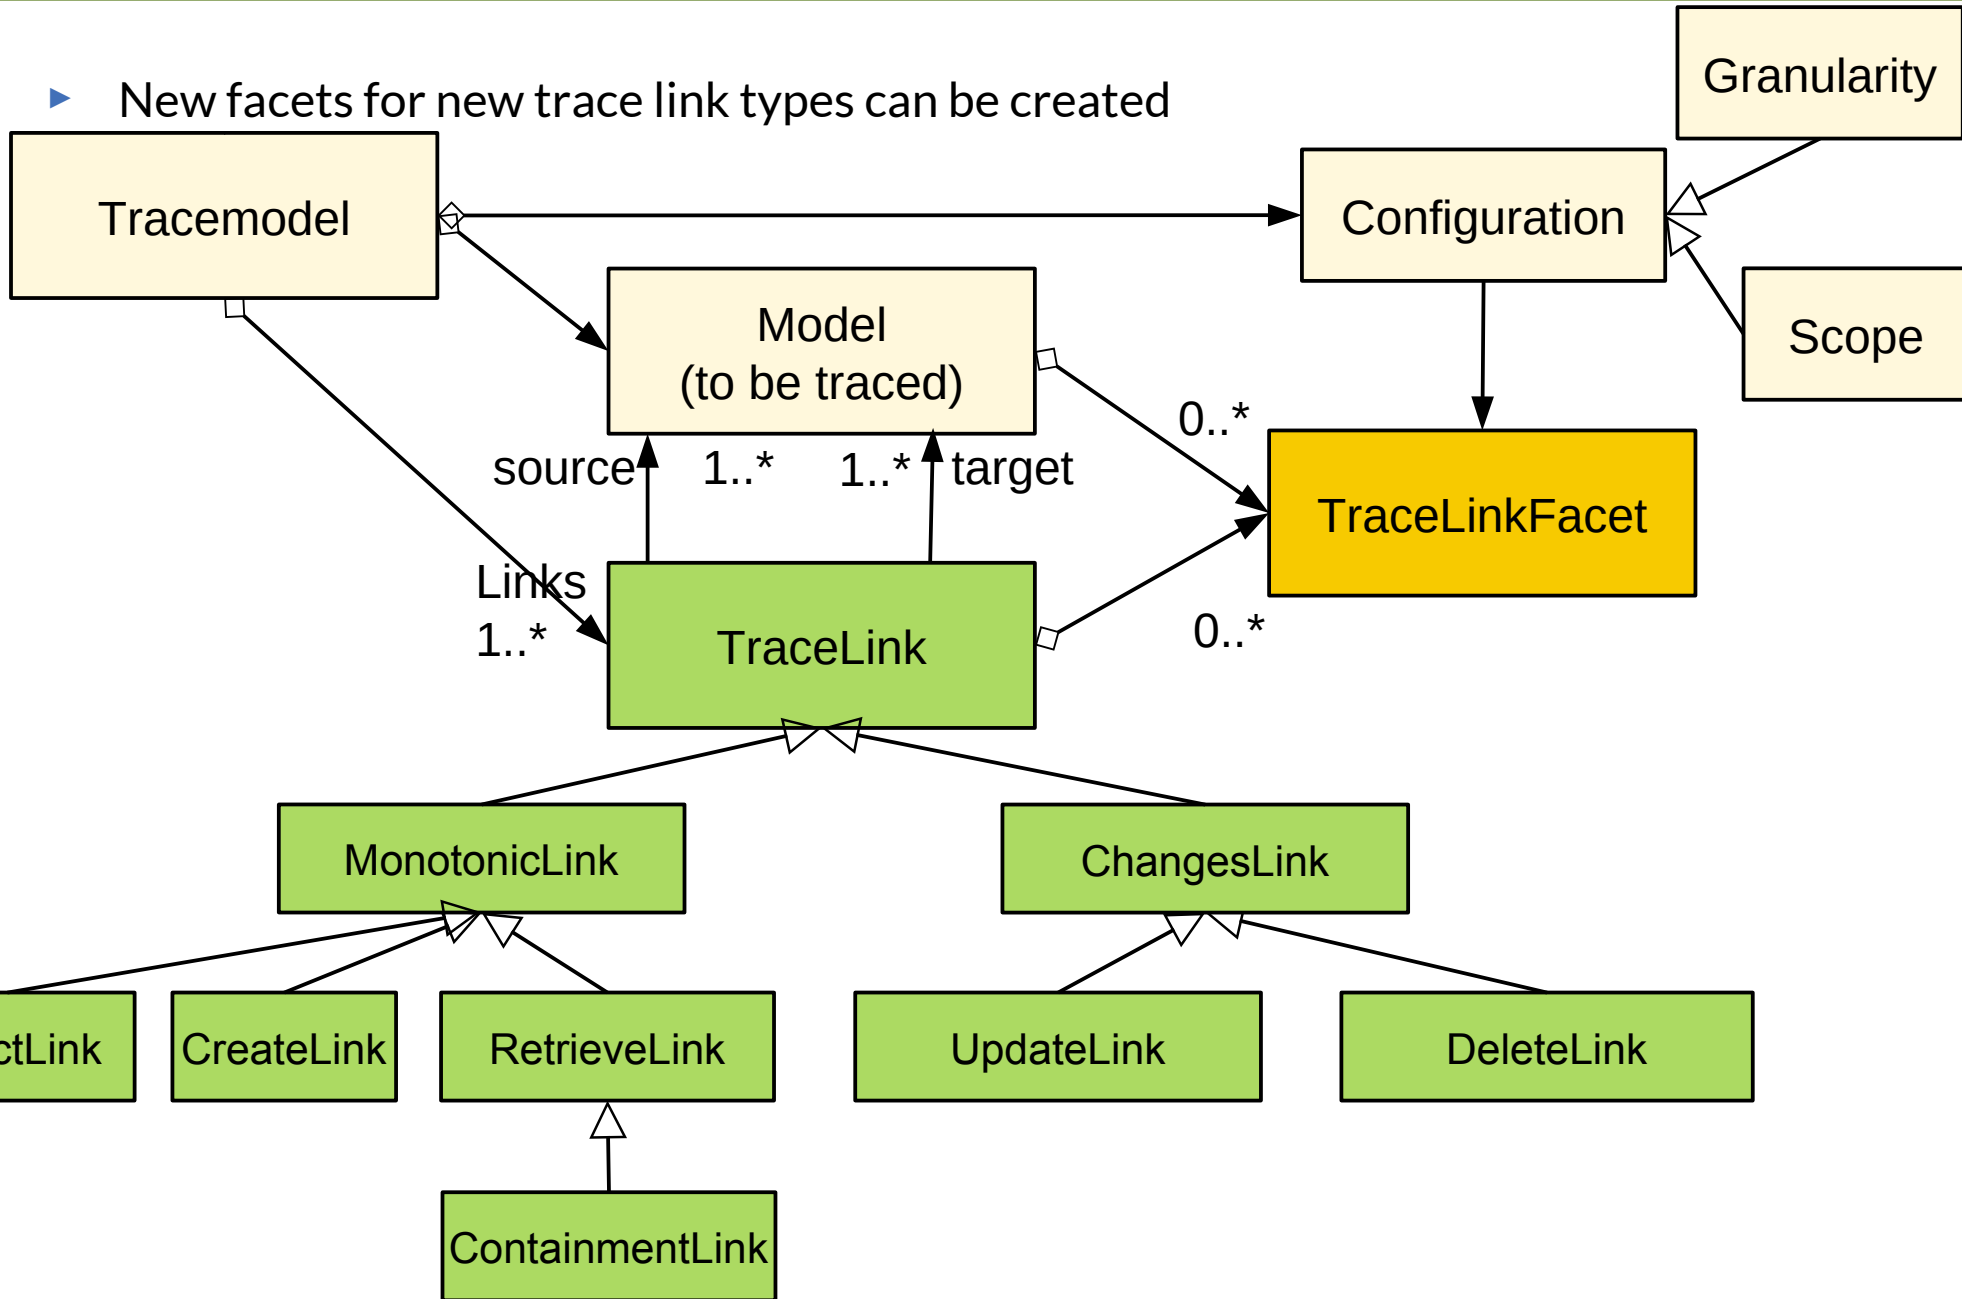 Granularity
New facets for new trace link types can be created
Tracemodel
Configuration
Model
(to be traced)
Scope
0..*
source
1..*
1..*
target
TraceLinkFacet
Links
1..*
TraceLink
0..*
MonotonicLink
ChangesLink
ctLink
CreateLink
RetrieveLink
UpdateLink
DeleteLink
ContainmentLink